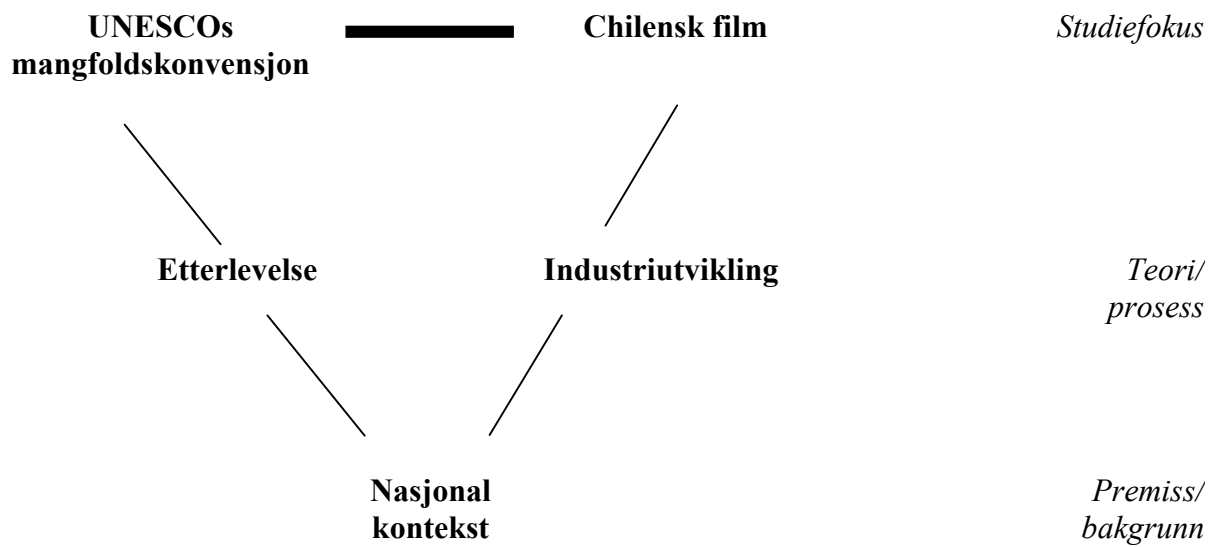 UNESCOs
mangfoldskonvensjon
Chilensk film
Studiefokus
Etterlevelse
Industriutvikling
Teori/
prosess
Nasjonal
kontekst
Premiss/
bakgrunn